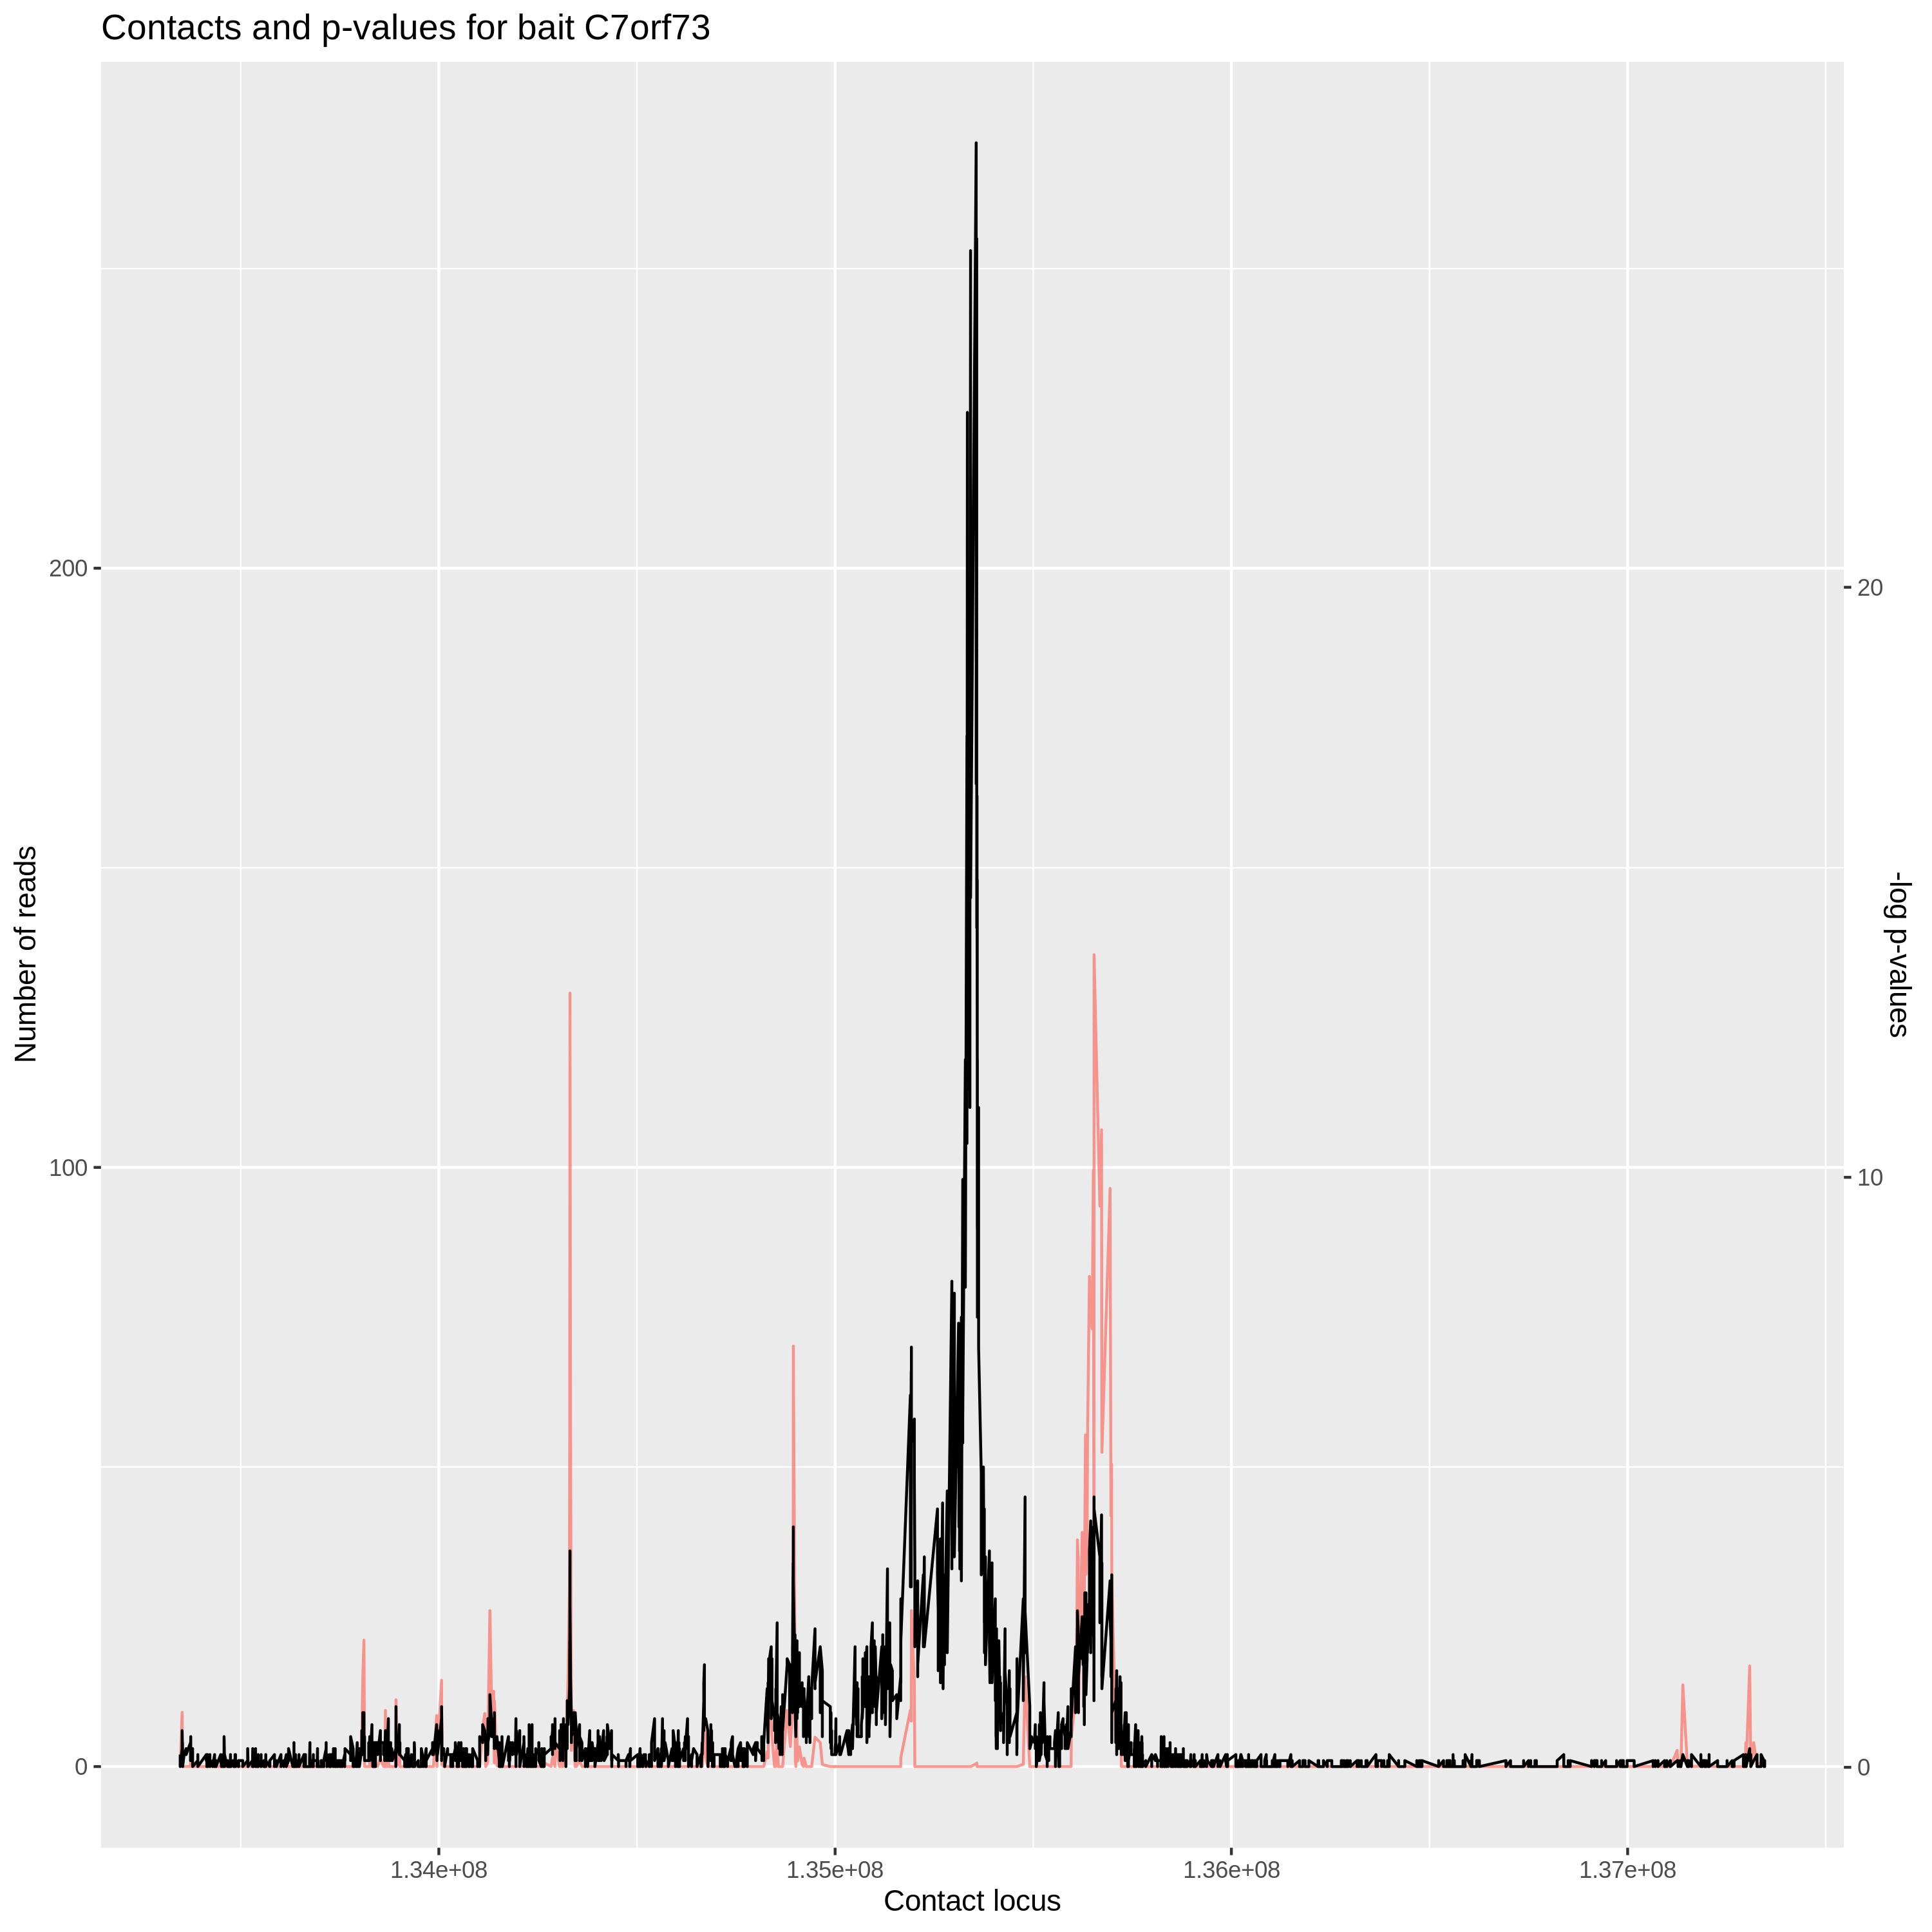 Contacts and p-values for bait C7orf73
200
100
0
Number of reads
20
10
0
-log p-values
1.34e+08
1.35e+08
1.36e+08
1.37e+08
Contact locus